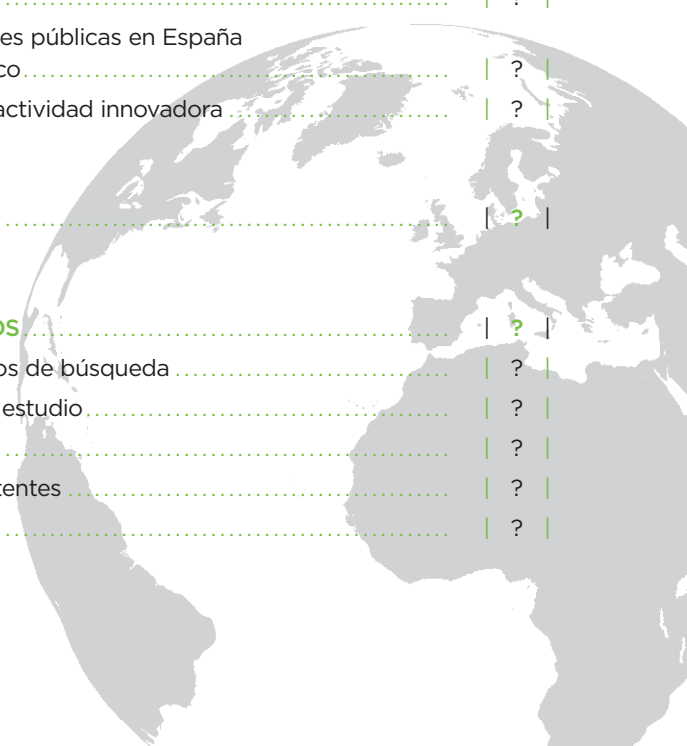 ................ | ? |
es públicas en España
co................ | ? |
actividad innovadora................ | ? |
................ | ? |
OS................ | ? |
os de búsqueda................ | ? |
estudio................ | ? |
................ | ? |
tentes................ | ? |
................ | ? |